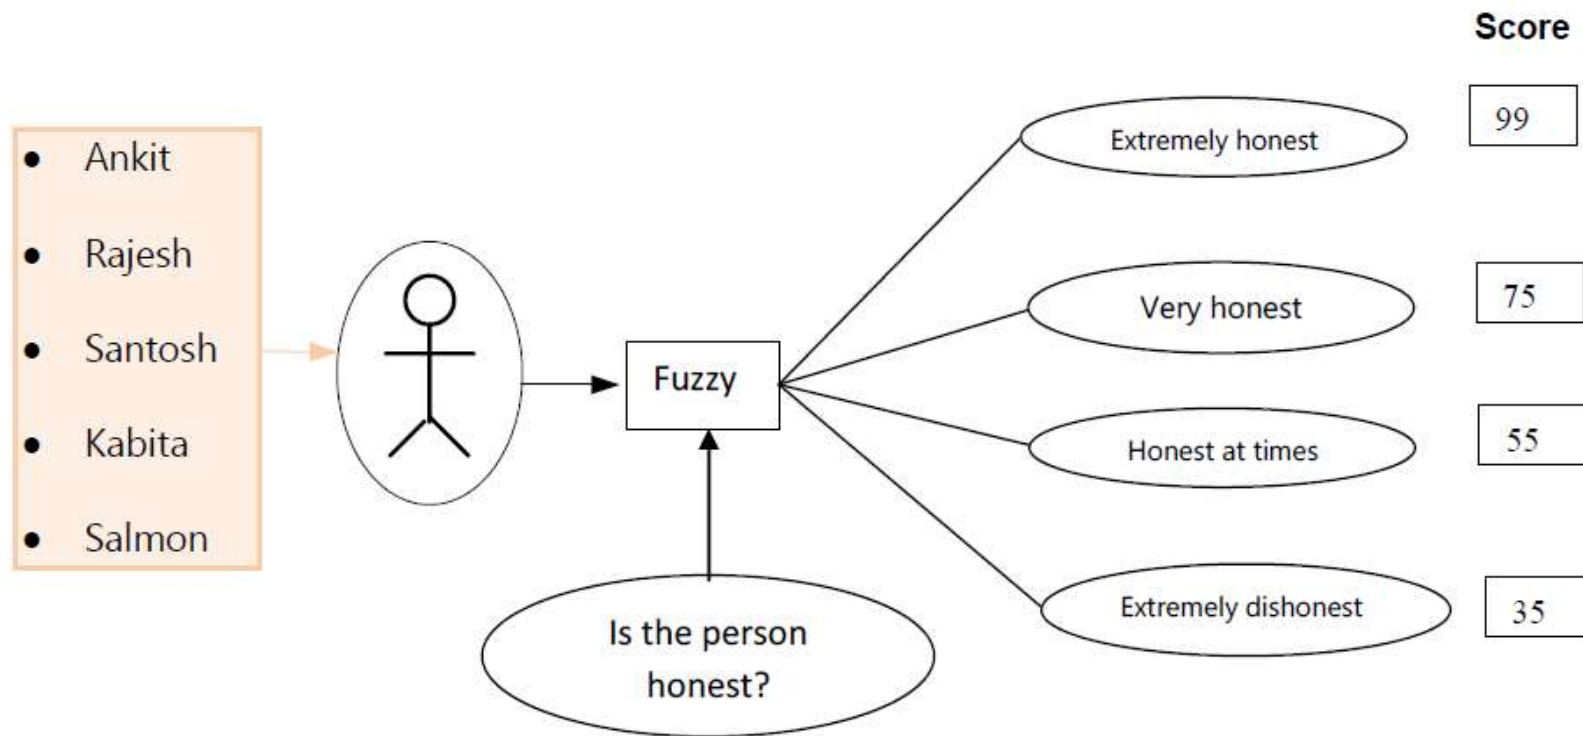 Score
• Ankit
• Rajesh
• Santosh
• Kabita
• Salmon
Fuzzy
Is the person
honest?
Extremely honest
99
Very honest
75
Honest at times
55
Extremely dishonest
35